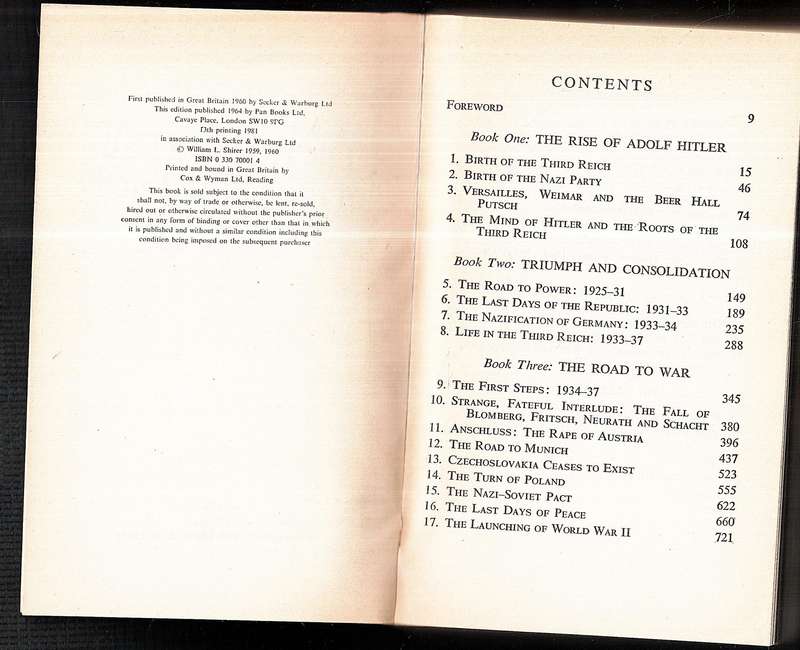 First published in Great Britain 1960 by Secker & Warburg Ltd
This edition published 1964 by Pan Books Ltd,
Cavaye Place, London SW10 9PG
13th printing 1981
in association with Secker & Warburg Ltd
© William L. Shirer 1959, 1960
ISBN 0 330 70001 4
Printed and bound in Great Britain by
Cox & Wyman Ltd, Reading
This book is sold subject to the condition that it
shall not, by way of trade or otherwise, be lent, re-sold,
hired out or otherwise circulated without the publisher's prior
consent in any form of binding or cover other than that in which
it is published and without a similar condition including this
condition being imposed on the subsequent purchaser
CONTENTS
FOREWORD 9
Book One: THE RISE OF ADOLF HITLER
1. BIRTH OF THE THIRD REICH 15
2. BIRTH OF THE NAZI PARTY 46
3. VERSAILLES, WEIMAR AND THE BEER HALL
PUTSCH 74
4. THE MIND OF HITLER AND THE ROOTS OF THE
THIRD REICH 108
Book Two: TRIUMPH AND CONSOLIDATION
5. THE ROAD TO POWER: 1925–31 149
6. THE LAST DAYS OF THE REPUBLIC: 1931–33 189
7. THE NAZIFICATION OF GERMANY: 1933–34 235
8. LIFE IN THE THIRD REICH: 1933–37 288
Book Three: THE ROAD TO WAR
9. THE FIRST STEPS: 1934–37 345
10. STRANGE, FATEFUL INTERLUDE: THE FALL OF
BLOMBERG, FRITSCH, NEURATH AND SCHACHT 380
11. ANSCHLUSS: THE RAPE OF AUSTRIA 396
12. THE ROAD TO MUNICH 437
13. CZECHOSLOVAKIA CEASES TO EXIST 523
14. THE TURN OF POLAND 555
15. THE NAZI–SOVIET PACT 622
16. THE LAST DAYS OF PEACE 660
17. THE LAUNCHING OF WORLD WAR II 721